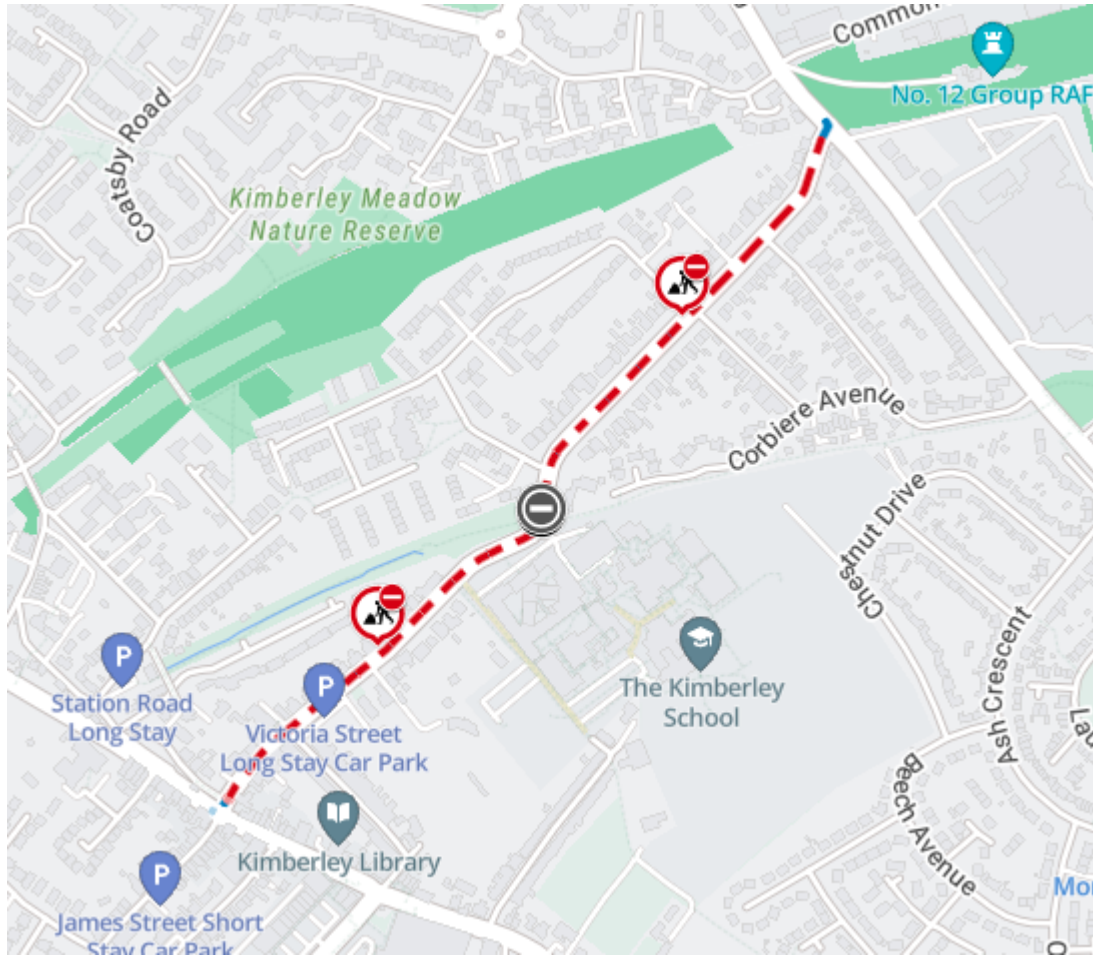 Common
No. 12 Group RAF
Coatsby Road
Kimberley Meadow
Nature Reserve
Corbiere Avenue
Chestnut Drive
P
Station Road
Long Stay
P
Victoria Street
Long Stay Car Park
The Kimberley
School
Ash Crescent
Beech Avenue
Kimberley Library
P
James Street Short
Stay Car Park